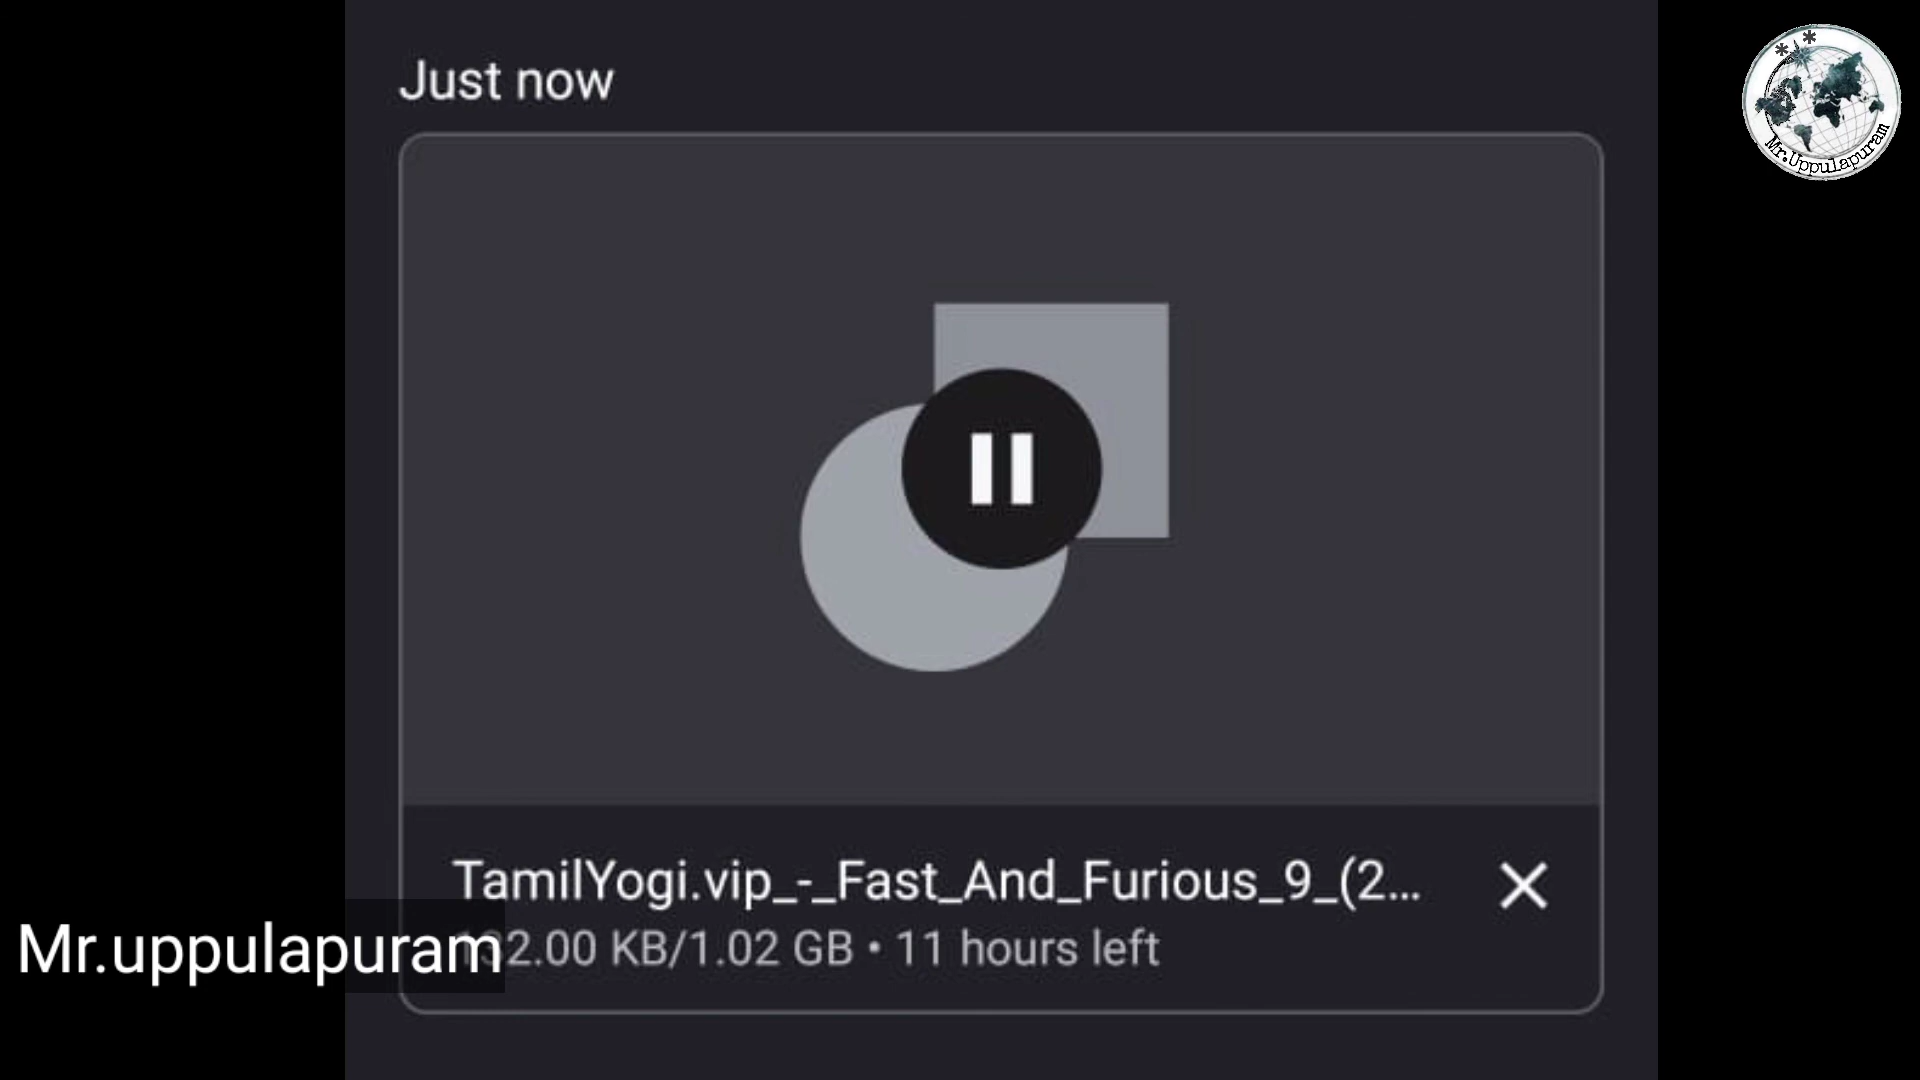 Just now
Mr.Uppulapuram
TamilYogi.vip_-_Fast_And_Furious_9_(2...
2.00 KB/1.02 GB • 11 hours left
Mr.uppulapuram